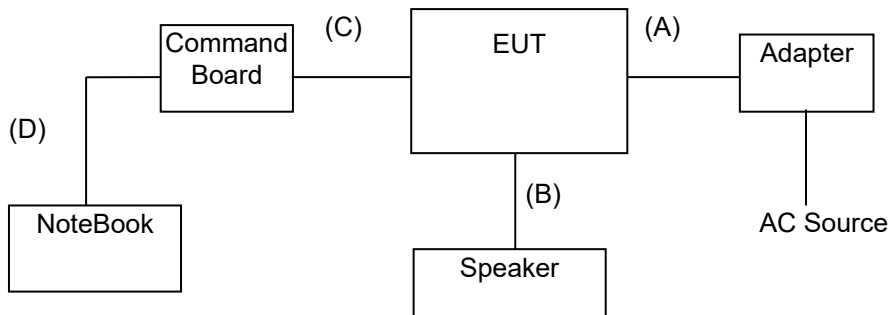 (C)
EUT
(A)
Command
Board
Adapter
(D)
(B)
NoteBook
AC Source
Speaker